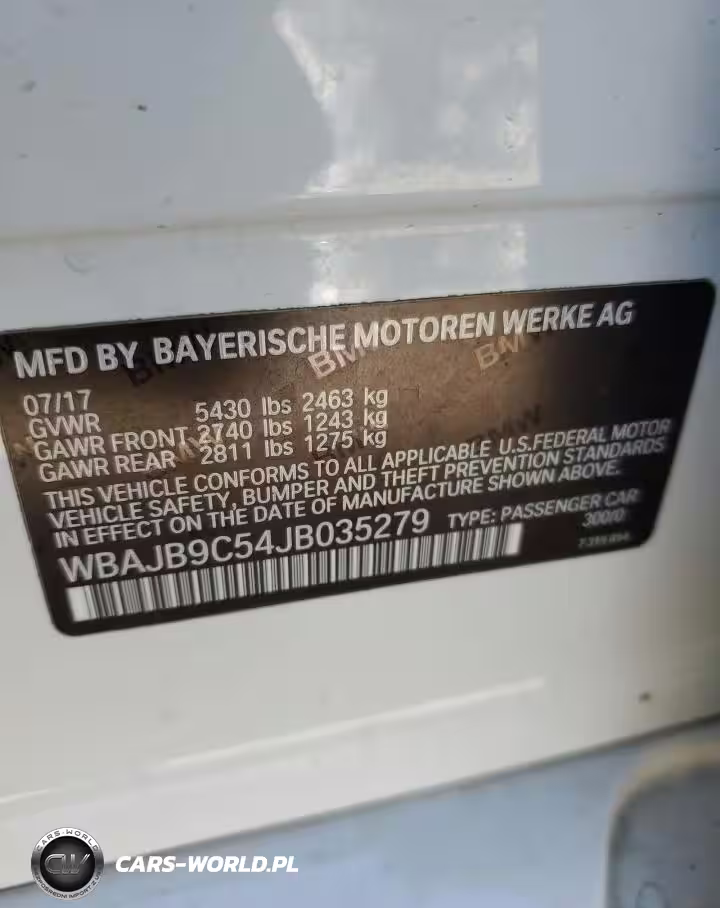 MFD BY BAYERISCHE MOTOREN WERKE AG
07/17
GVWR 5430 lbs 2463 kg
GAWR FRONT 2740 lbs 1243 kg
GAWR REAR 2811 lbs 1275 kg
THIS VEHICLE CONFORMS TO ALL APPLICABLE U.S.FEDERAL MOTOR
VEHICLE SAFETY, BUMPER AND THEFT PREVENTION STANDARDS
IN EFFECT ON THE DATE OF MANUFACTURE SHOWN ABOVE.
WBAJB9C54JB035279 TYPE: PASSENGER CAR
300/0
CARS-WORLD
CW
CARS-WORLD.PL